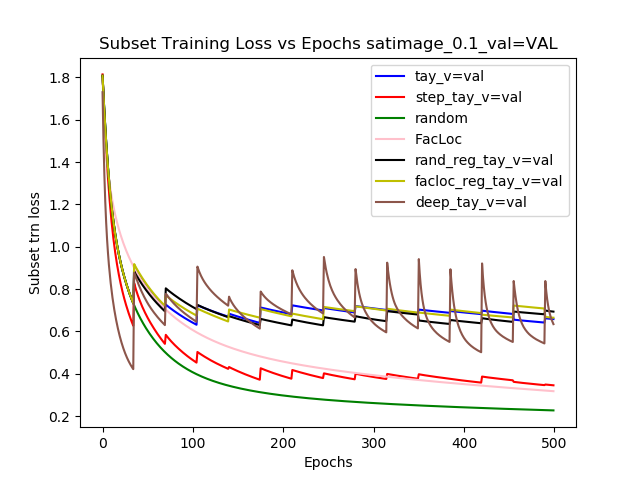 Subset Training Loss vs Epochs satimage_0.1_val=VAL
tay_v=val
step_tay_v=val
random
FacLoc
rand_reg_tay_v=val
facloc_reg_tay_v=val
deep_tay_v=val
1.8
1.6
1.4
1.2
1.0
0.8
0.6
0.4
0.2
Subset trn loss
0 100 200 300 400 500
Epochs